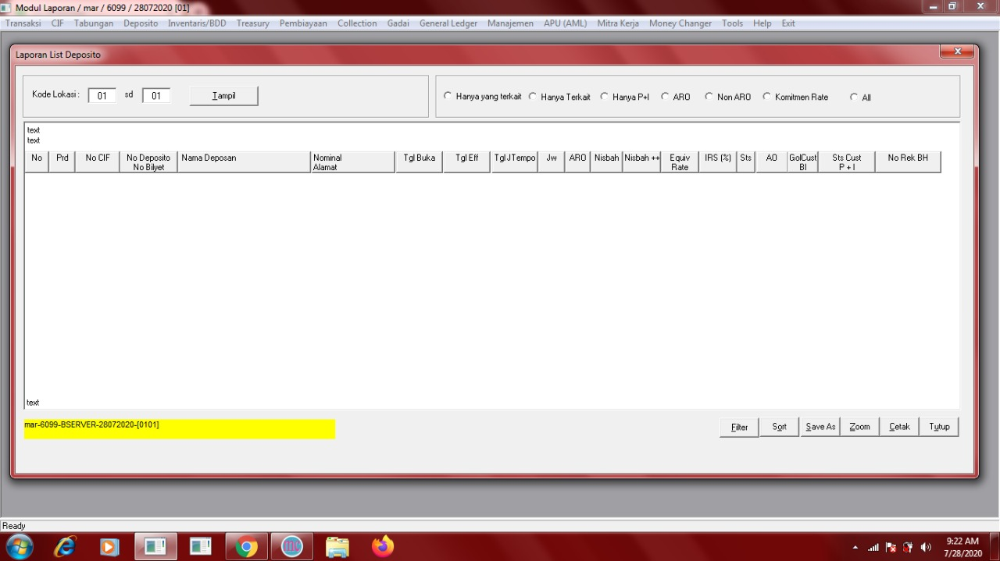 Modul Laporan / mar / 6099 / 28072020 [01]
Transaksi CIF Tabungan Deposito Inventaris/BDD Treasury Pembiayaan Collection Gadai General Ledger Manajemen APU (AML) Mitra Kerja Money Changer Tools Help Exit
Laporan List Deposito
Kode Lokasi : 01 sd 01 Tampil
Hanya yang terkait Hanya Terkait Hanya P+I ARO Non ARO Komitmen Rate All
text
text
No Prd No CIF No Deposito Nama Deposan Nominal Tgl Buka Tgl Eff Tgl JTempo Jw ARO Nisbah Nisbah ++ Equiv IRS (%) Sts AO GolCust Sts Cust No Rek BH
No Bilyet Alamat Rate BI P + I
text
mar-6099-BSERVER-28072020-[0101]
Filter Sort Save As Zoom Cetak Tutup
Ready
9:22 AM
7/28/2020